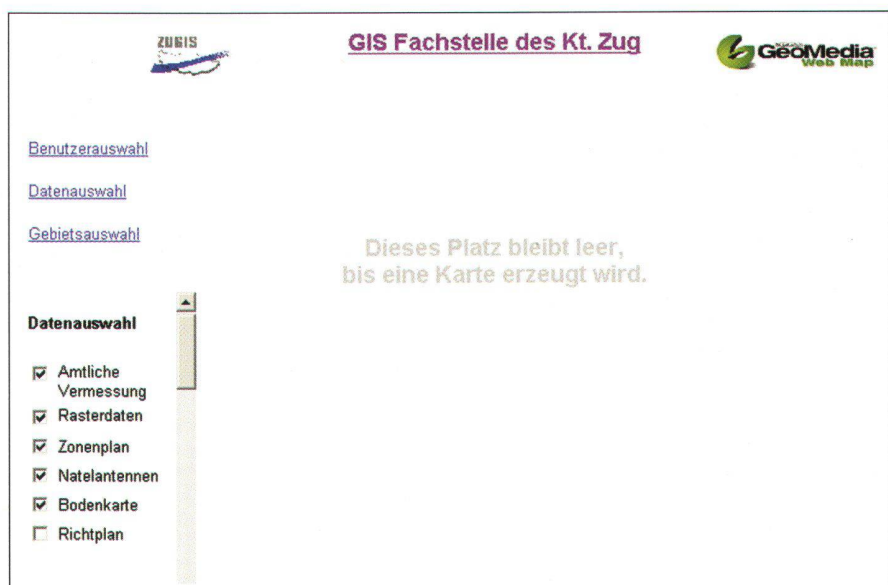 ZUGIS
GIS Fachstelle des Kt. Zug
GeoMedia
Web Map
Benutzerauswahl
Datenauswahl
Gebietsauswahl
Dieses Platz bleibt leer,
bis eine Karte erzeugt wird.
Datenauswahl
Amtliche
Vermessung
Rasterdaten
Zonenplan
Natelantennen
Bodenkarte
Richtplan